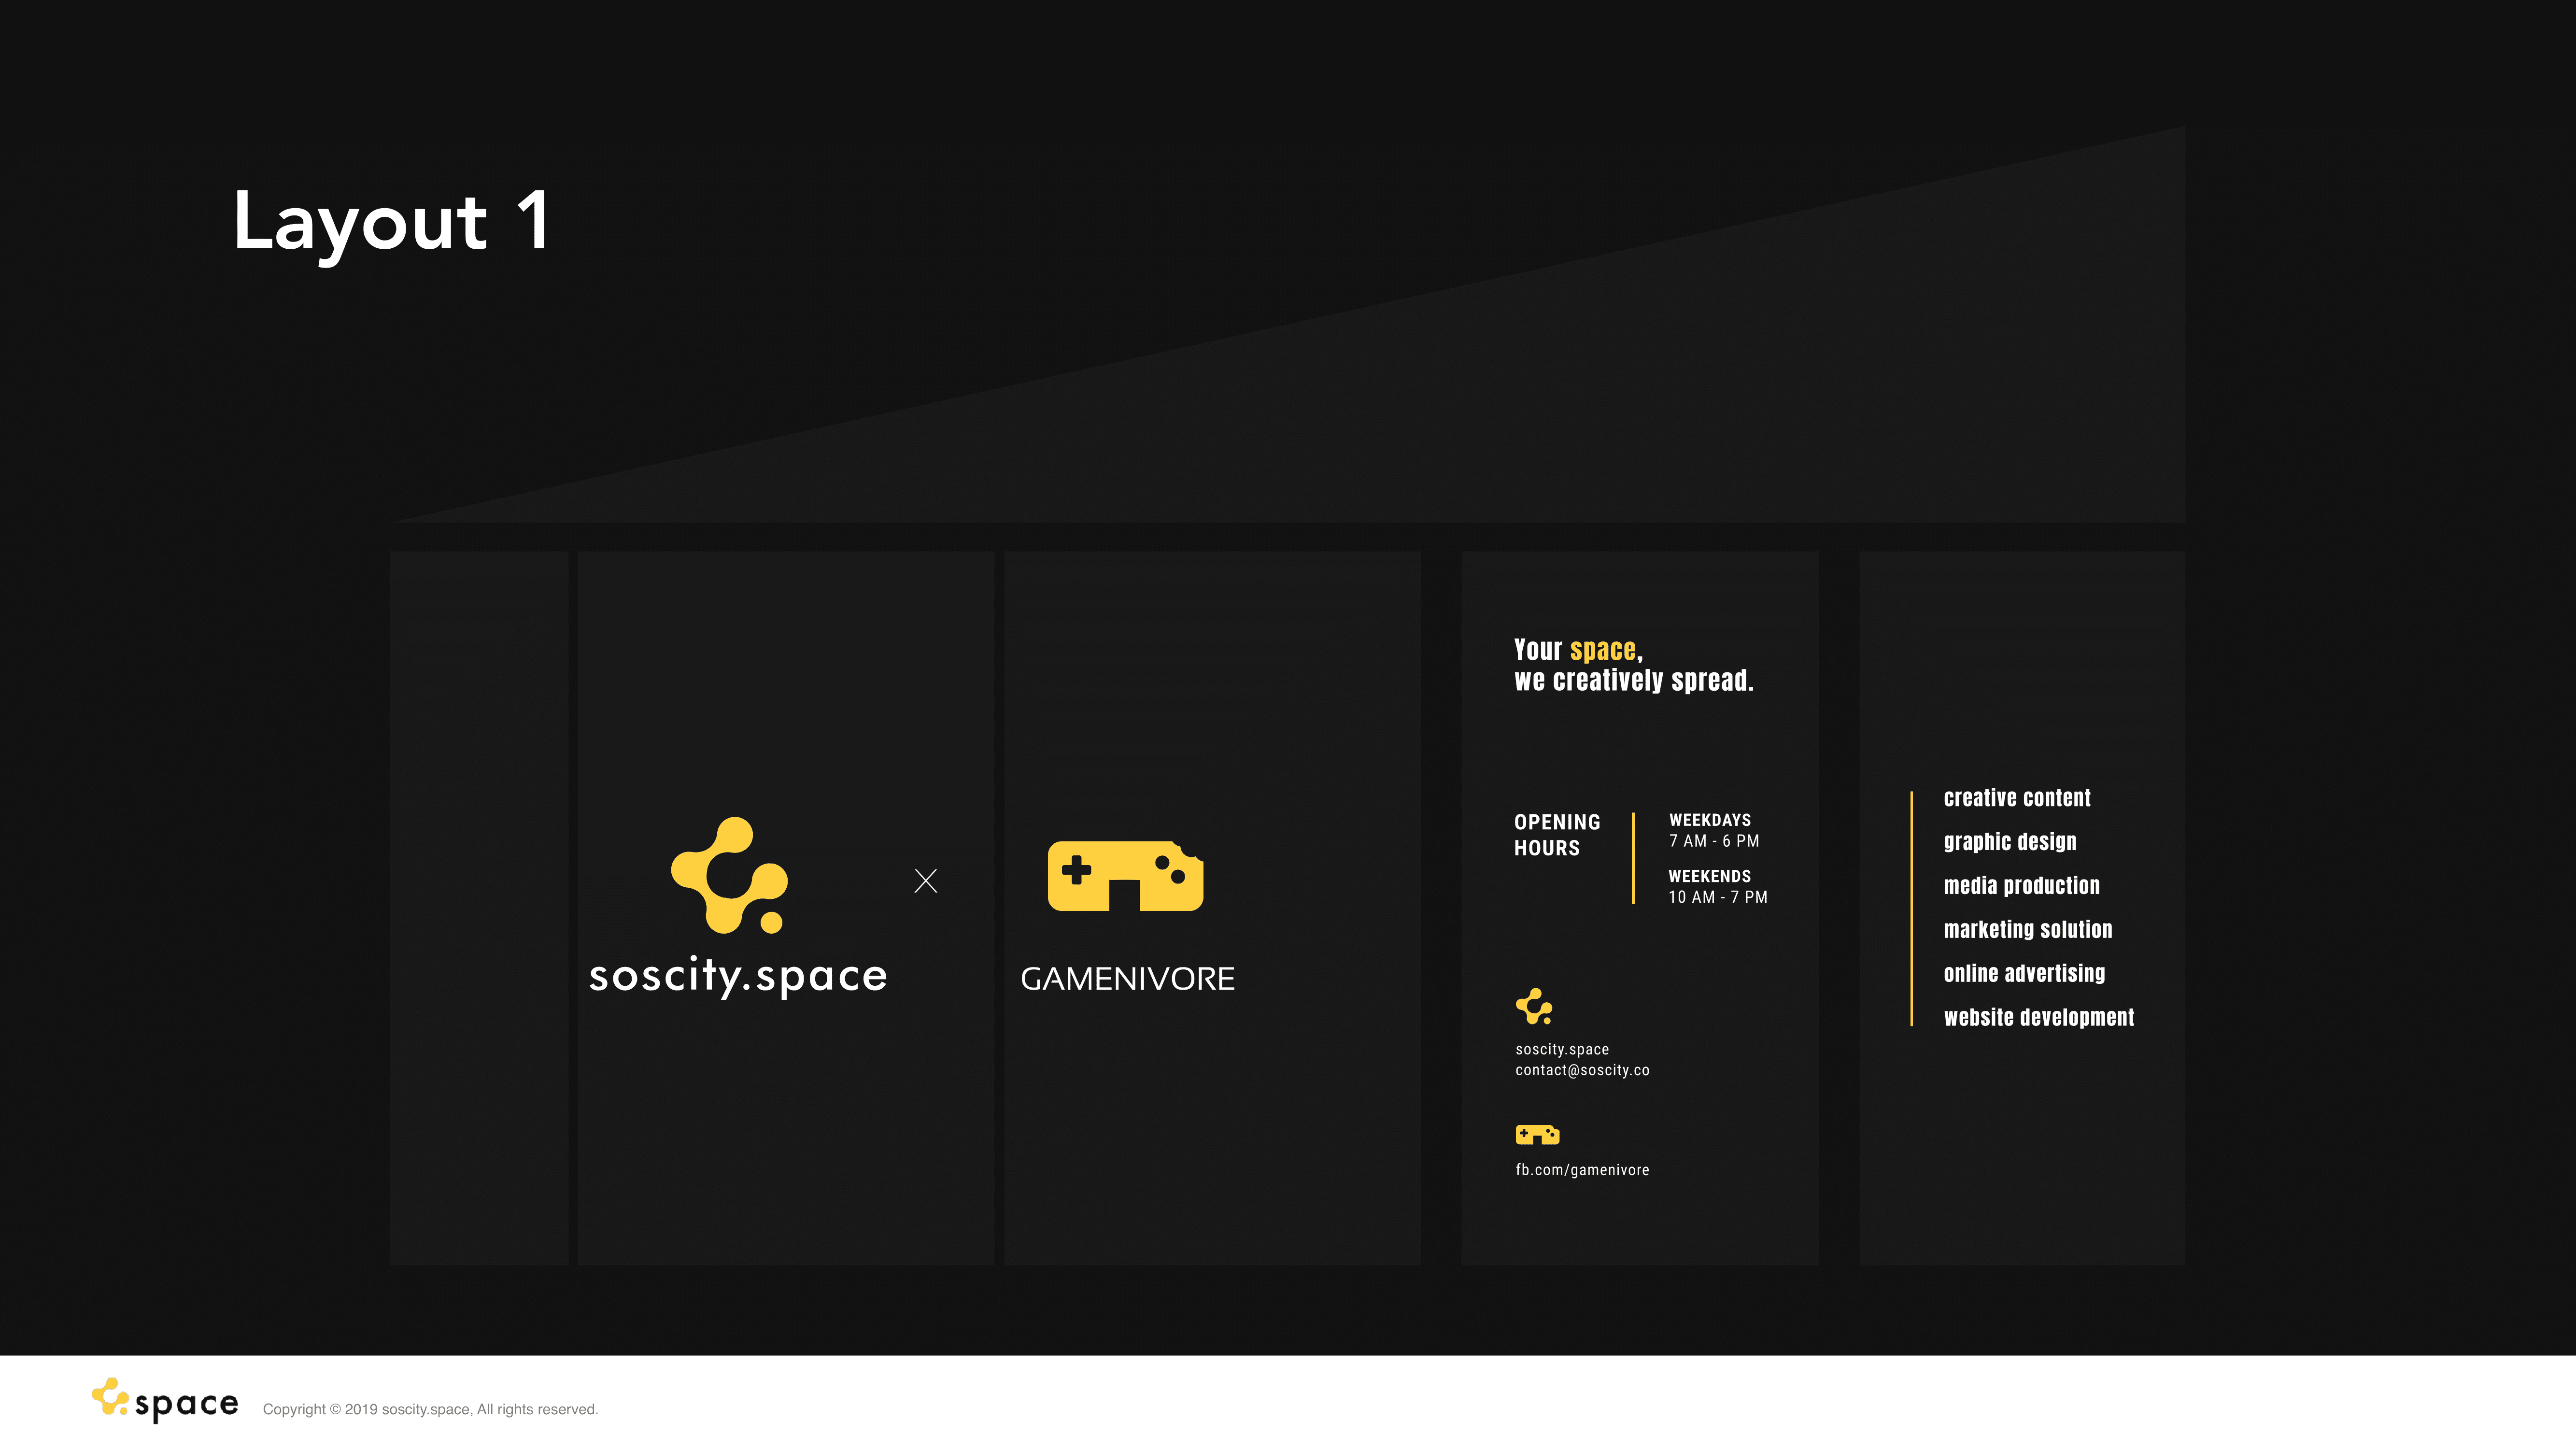 Layout 1
soscity.space
GAMENIVORE
Your space,
we creatively spread.
OPENING
HOURS
WEEKDAYS
7 AM - 6 PM
WEEKENDS
10 AM - 7 PM
soscity.space
contact@soscity.co
fb.com/gamenivore
creative content
graphic design
media production
marketing solution
online advertising
website development
space
Copyright © 2019 soscity.space, All rights reserved.